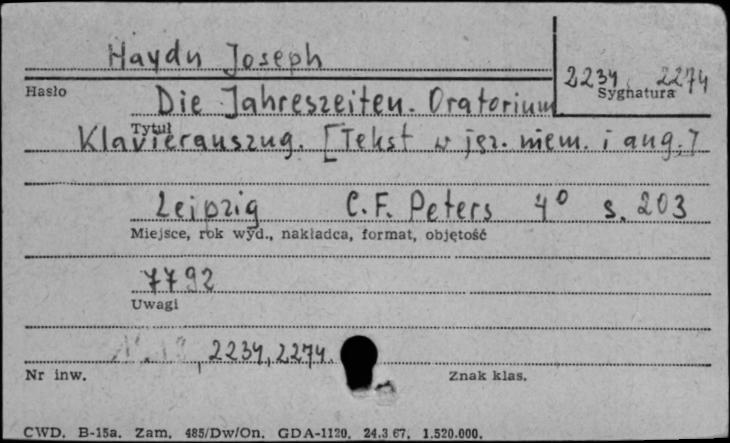 Haydn Joseph
2234, 2274
Hasło
Sygnatura
Die Jahreszeiten. Oratorium
Tytuł
Klavierauszug. [Tekst w jęz. niem. i ang.]
Leipzig C.F. Peters 4° s. 203
Miejsce, rok wyd., nakładca, format, objętość
7792
Uwagi
, 2234, 2274
Nr inw.
Znak klas.
CWD. B-15a. Zam. 485/Dw/On. GDA-1120. 24.3.67. 1.520.000.